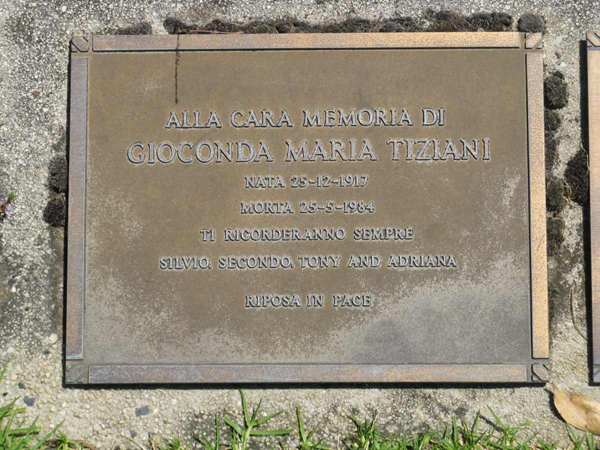 ALLA CARA MEMORIA DI
GIOCONDA MARIA TIZIANI
NATA 25-12-1917
MORTA 25-5-1984
TI RICORDERANNO SEMPRE
SILVIO, SECONDO, TONY AND ADRIANA
RIPOSA IN PACE